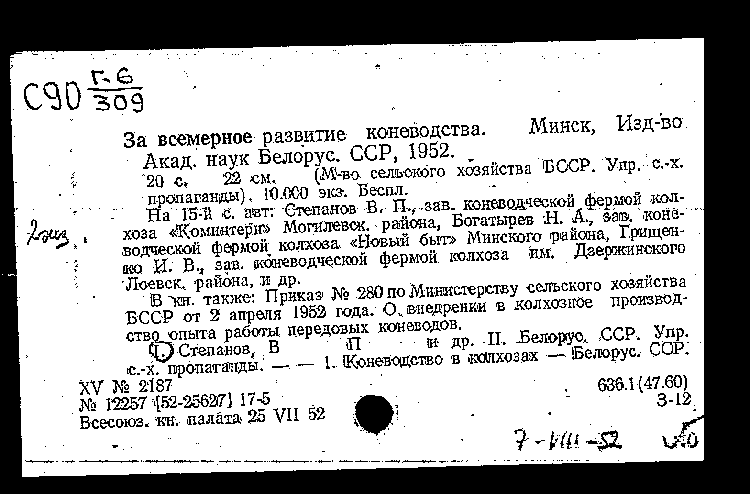 С90 Г-6
309
За всемерное развитие коневодства. Минск, Изд-во
Акад. наук Белорус. ССР, 1952.
20 с. 22 см. (М-во сельского хозяйства БССР. Упр. с.-х.
пропаганды). 10.000 экз. Беспл.
На 15-й с. авт: Степанов В. П., зав. коневодческой фермой кол-
хоза «Коминтерн» Могилевск. района, Богатырев Н. А., зав. коне-
2 экз.
водческой фермой колхоза «Новый быт» Минского района, Грищен-
ко И. В., зав. коневодческой фермой колхоза им. Дзержинского
Лоевск. района, и др.
В кн. также: Приказ № 280 по Министерству сельского хозяйства
БССР от 2 апреля 1952 года. О внедрении в колхозное производ-
ство опыта работы передовых коневодов.
I Степанов, В П и др. II. Белорус. ССР. Упр.
с.-х. пропаганды. — — 1. Коневодство в колхозах — Белорус. ССР.
XV № 2187
636.1(47.60)
№ 12257 [52-25627] 17-5
З-12
Всесоюз. кн. палата 25 VII 52
7-VIII-52